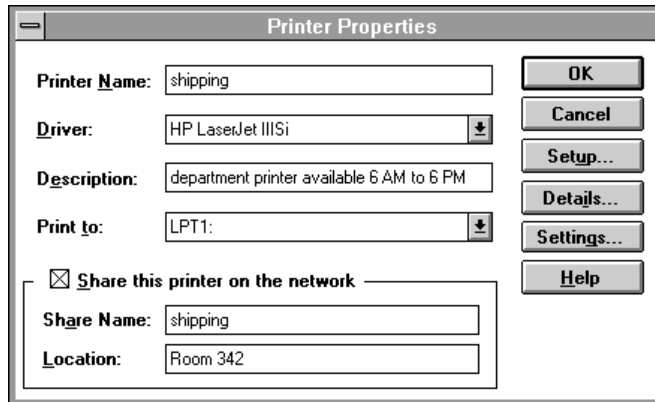 Printer Properties
Printer Name: shipping
OK
Driver: HP LaserJet IIISi
Cancel
Description: department printer available 6 AM to 6 PM
Setup...
Print to: LPT1:
Details...
Settings...
Share this printer on the network
Help
Share Name: shipping
Location: Room 342